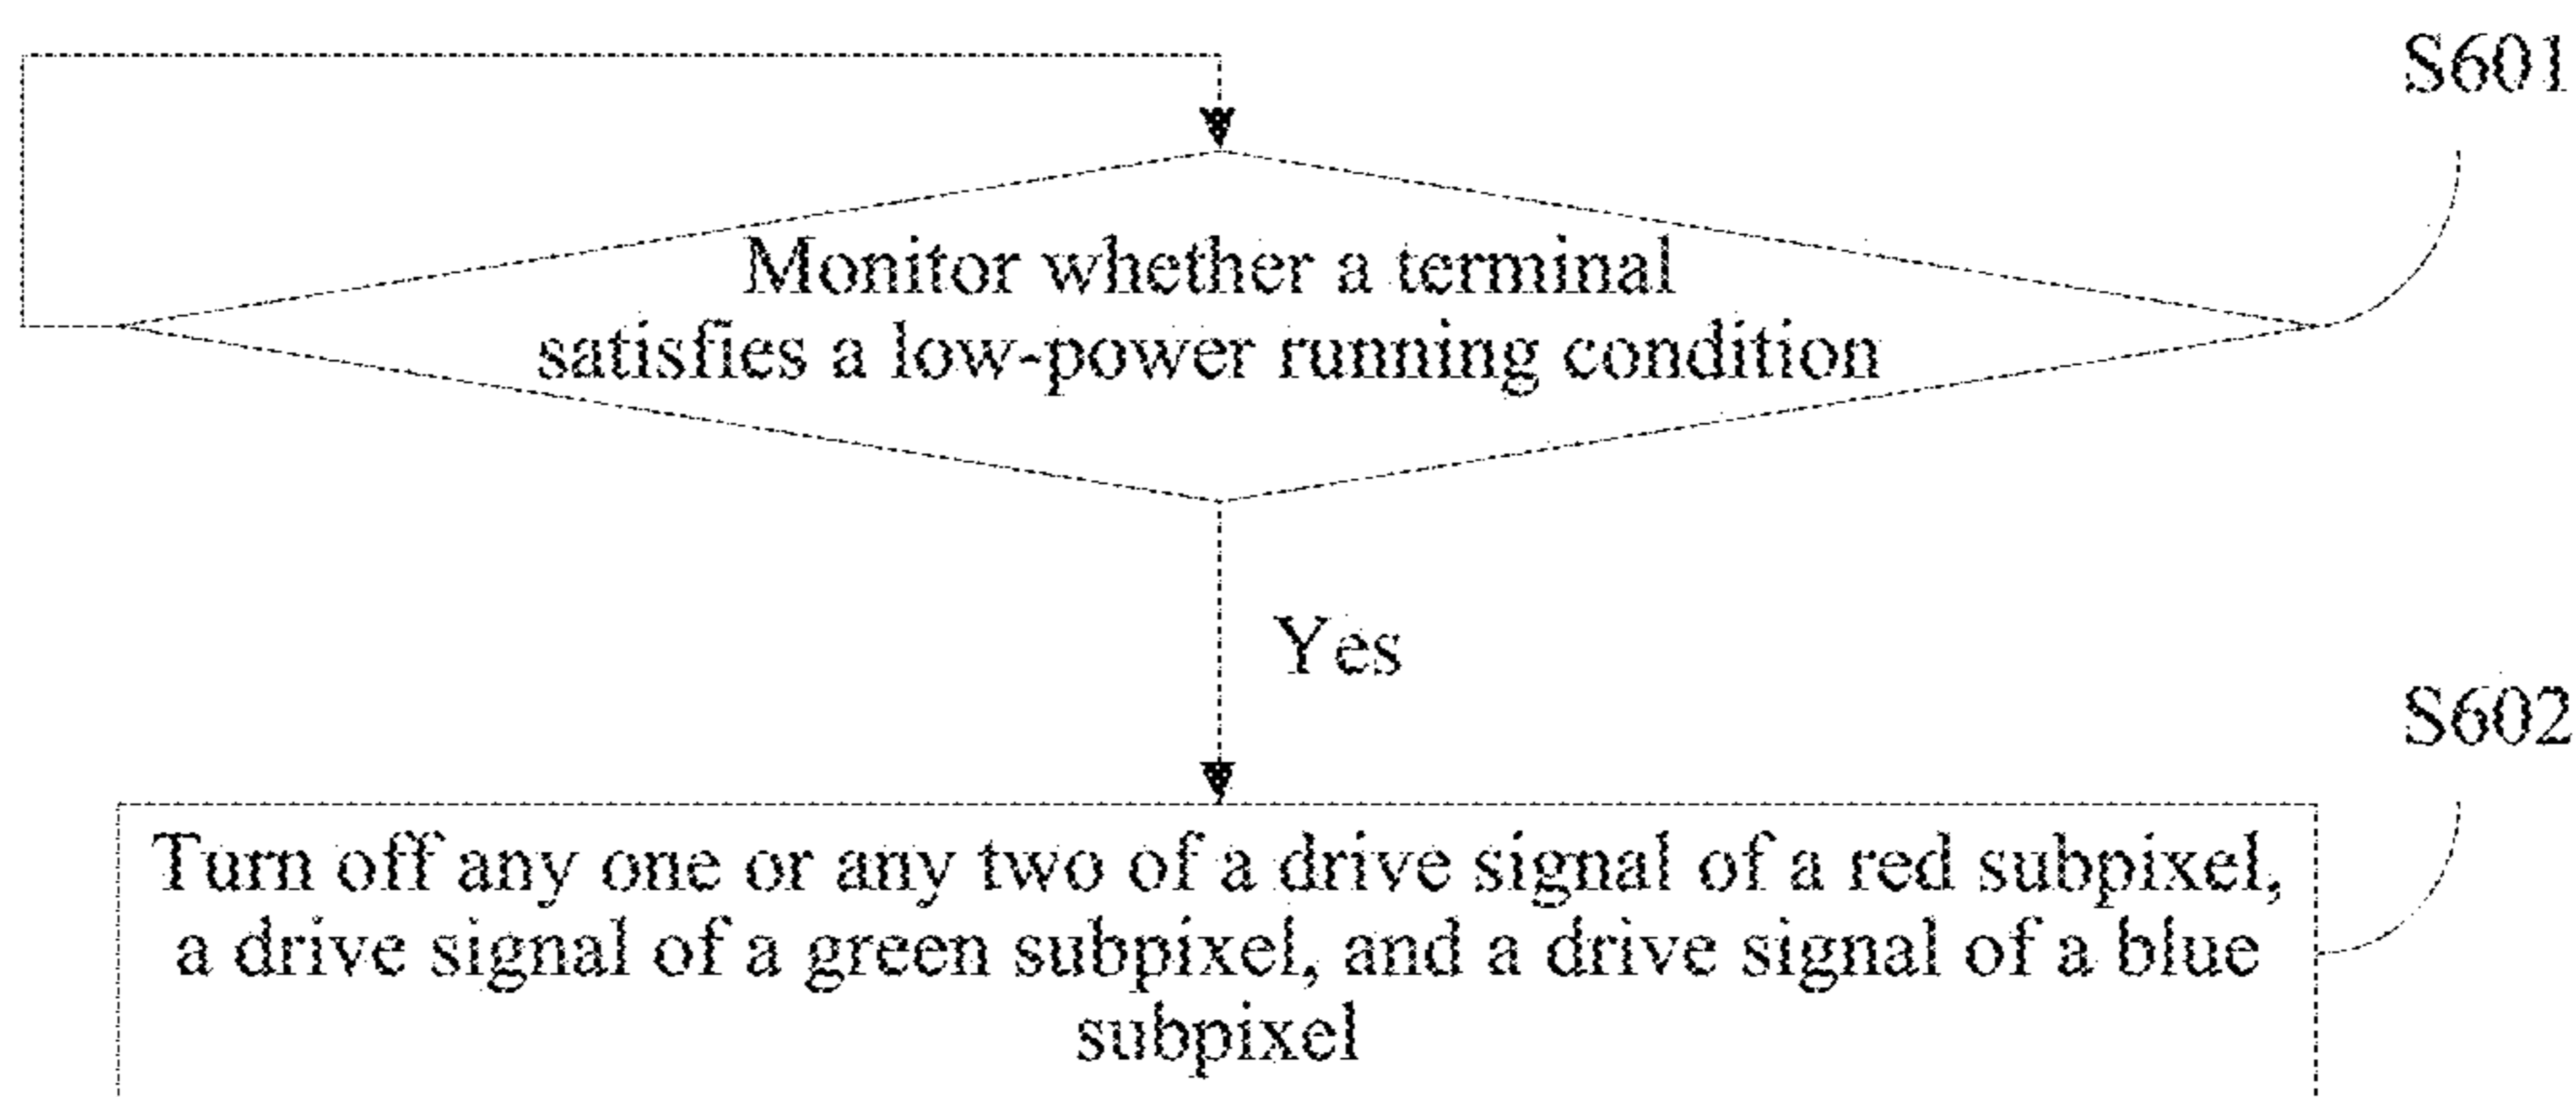 S601
Monitor whether a terminal
satisfies a low-power running condition
Yes
S602
Turn off any one or any two of a drive signal of a red subpixel,
a drive signal of a green subpixel, and a drive signal of a blue
subpixel